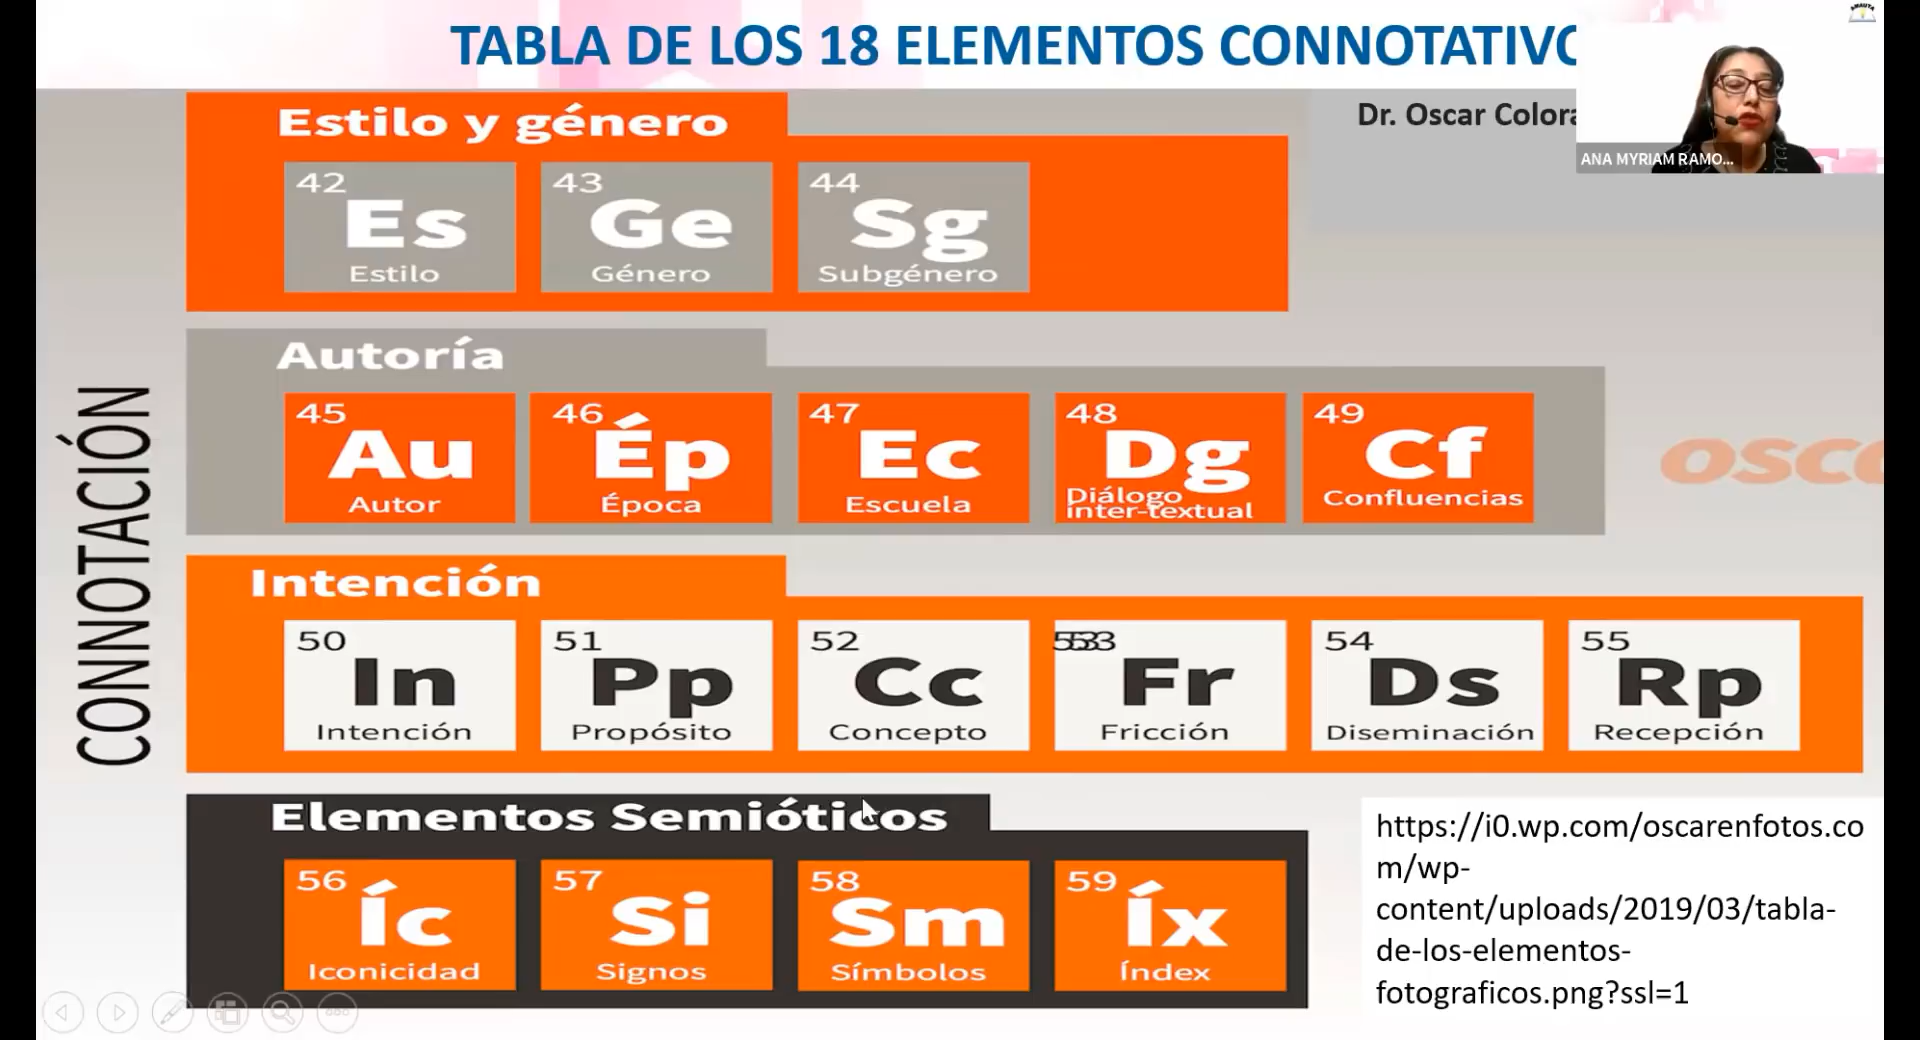 TABLA DE LOS 18 ELEMENTOS CONNOTATIVO
AMAUTA
Dr. Oscar Colora
ANA MYRIAM RAMO...
CONNOTACIÓN
Estilo y género
42
Es
Estilo
43
Ge
Género
44
Sg
Subgénero
Autoría
45
Au
Autor
46
Ép
Época
47
Ec
Escuela
48
Dg
Diálogo
inter-textual
49
Cf
Confluencias
osc
Intención
50
In
Intención
51
Pp
Propósito
52
Cc
Concepto
53
Fr
Fricción
54
Ds
Diseminación
55
Rp
Recepción
Elementos Semióticos
56
Íc
Iconicidad
57
Si
Signos
58
Sm
Símbolos
59
Íx
Índex
https://i0.wp.com/oscarenfotos.co
m/wp-
content/uploads/2019/03/tabla-
de-los-elementos-
fotograficos.png?ssl=1